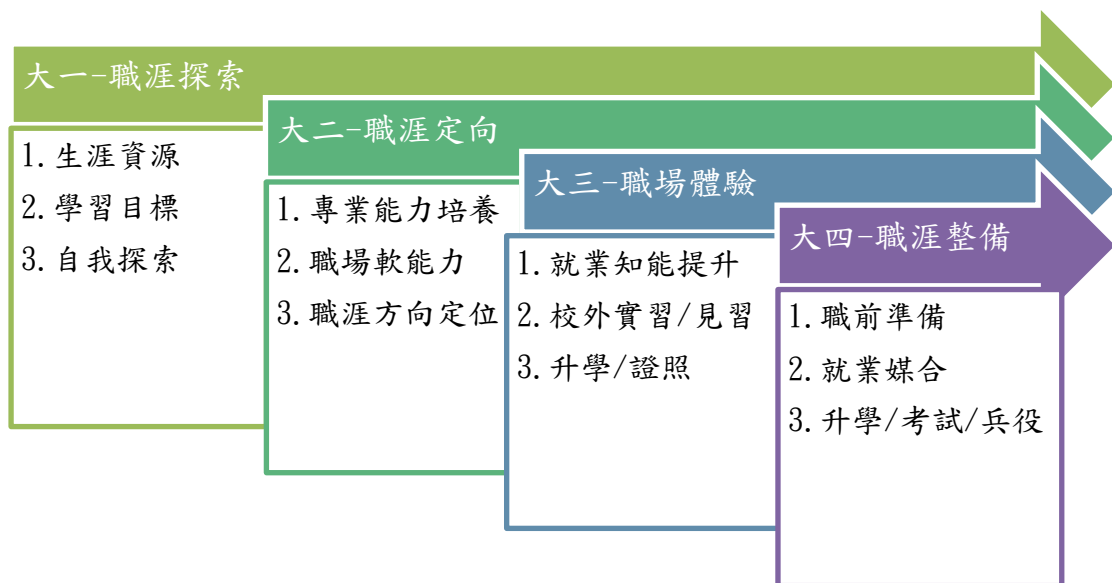 大一-職涯探索
1.生涯資源
2.學習目標
3.自我探索
大二-職涯定向
1.專業能力培養
2.職場軟能力
3.職涯方向定位
大三-職場體驗
1.就業知能提升
2.校外實習/見習
3.升學/證照
大四-職涯整備
1.職前準備
2.就業媒合
3.升學/考試/兵役